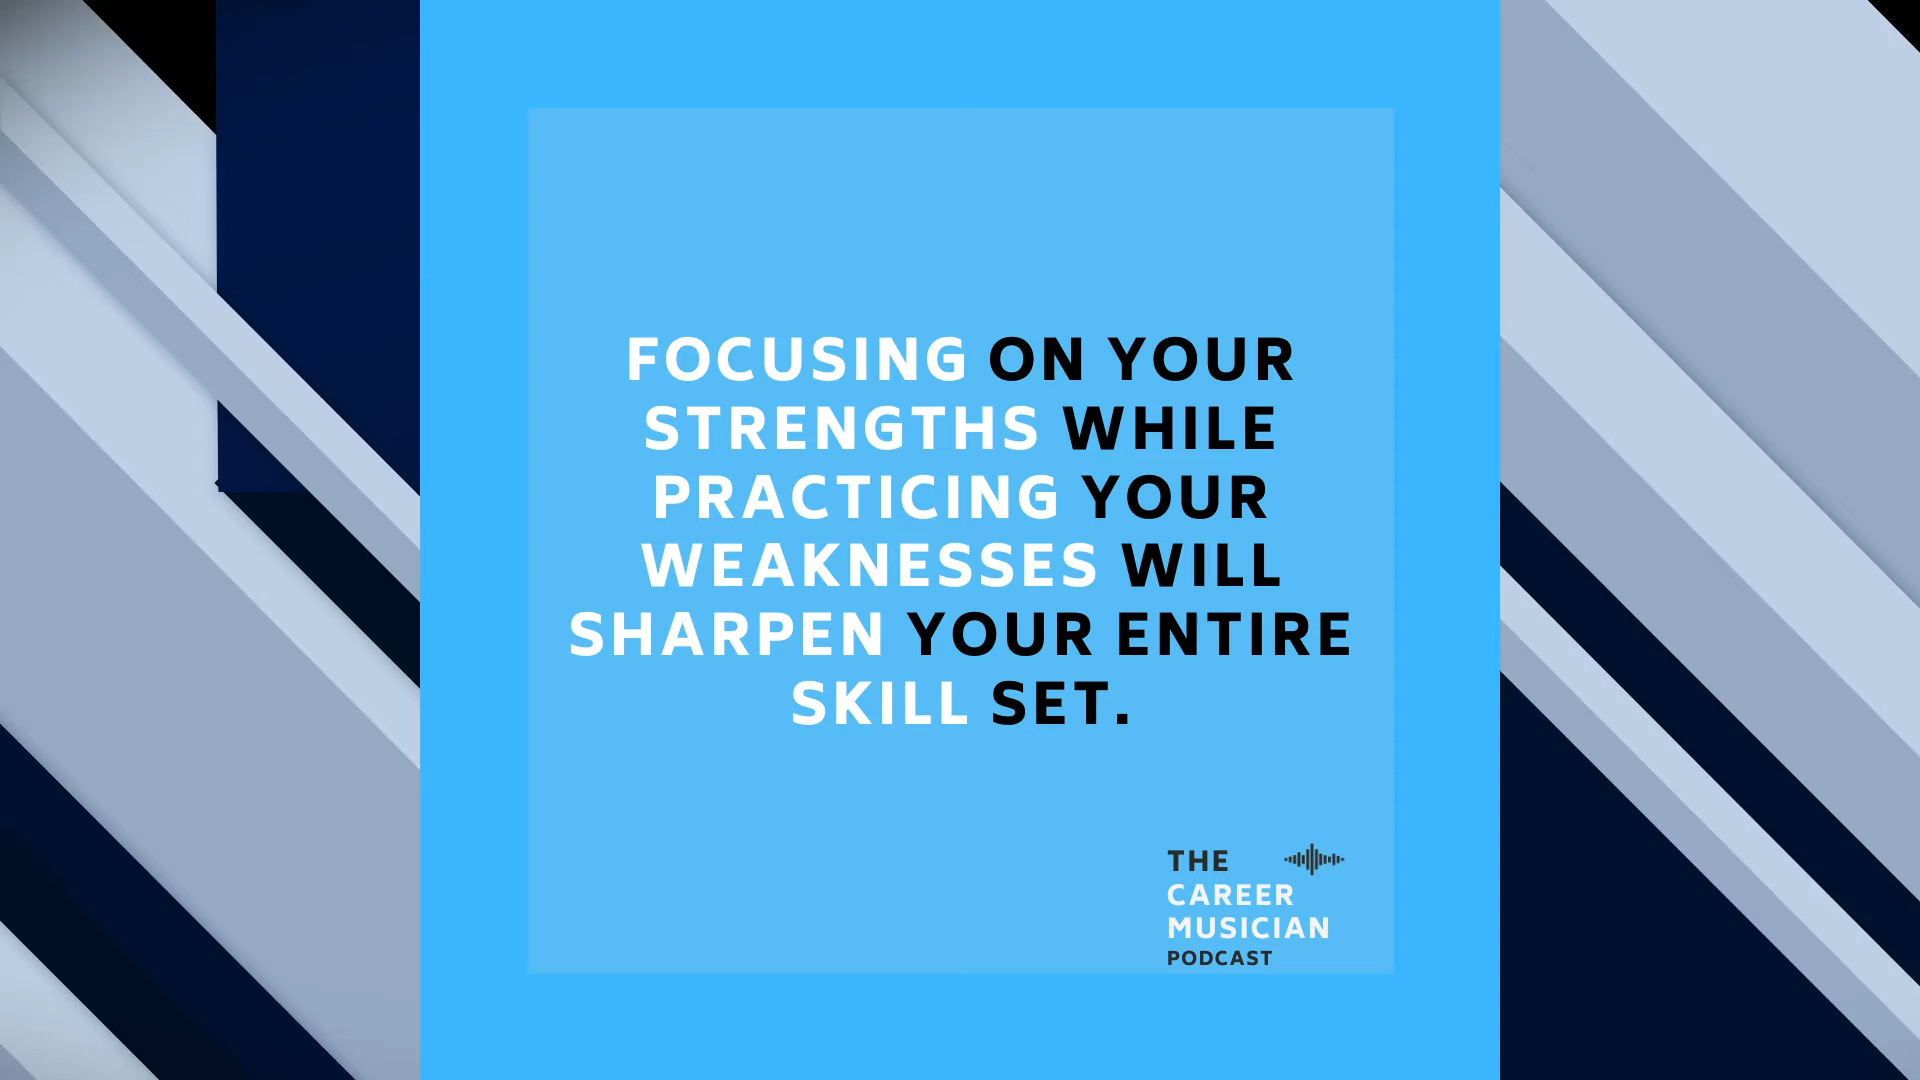 FOCUSING ON YOUR
STRENGTHS WHILE
PRACTICING YOUR
WEAKNESSES WILL
SHARPEN YOUR ENTIRE
SKILL SET.
THE
CAREER
MUSICIAN
PODCAST